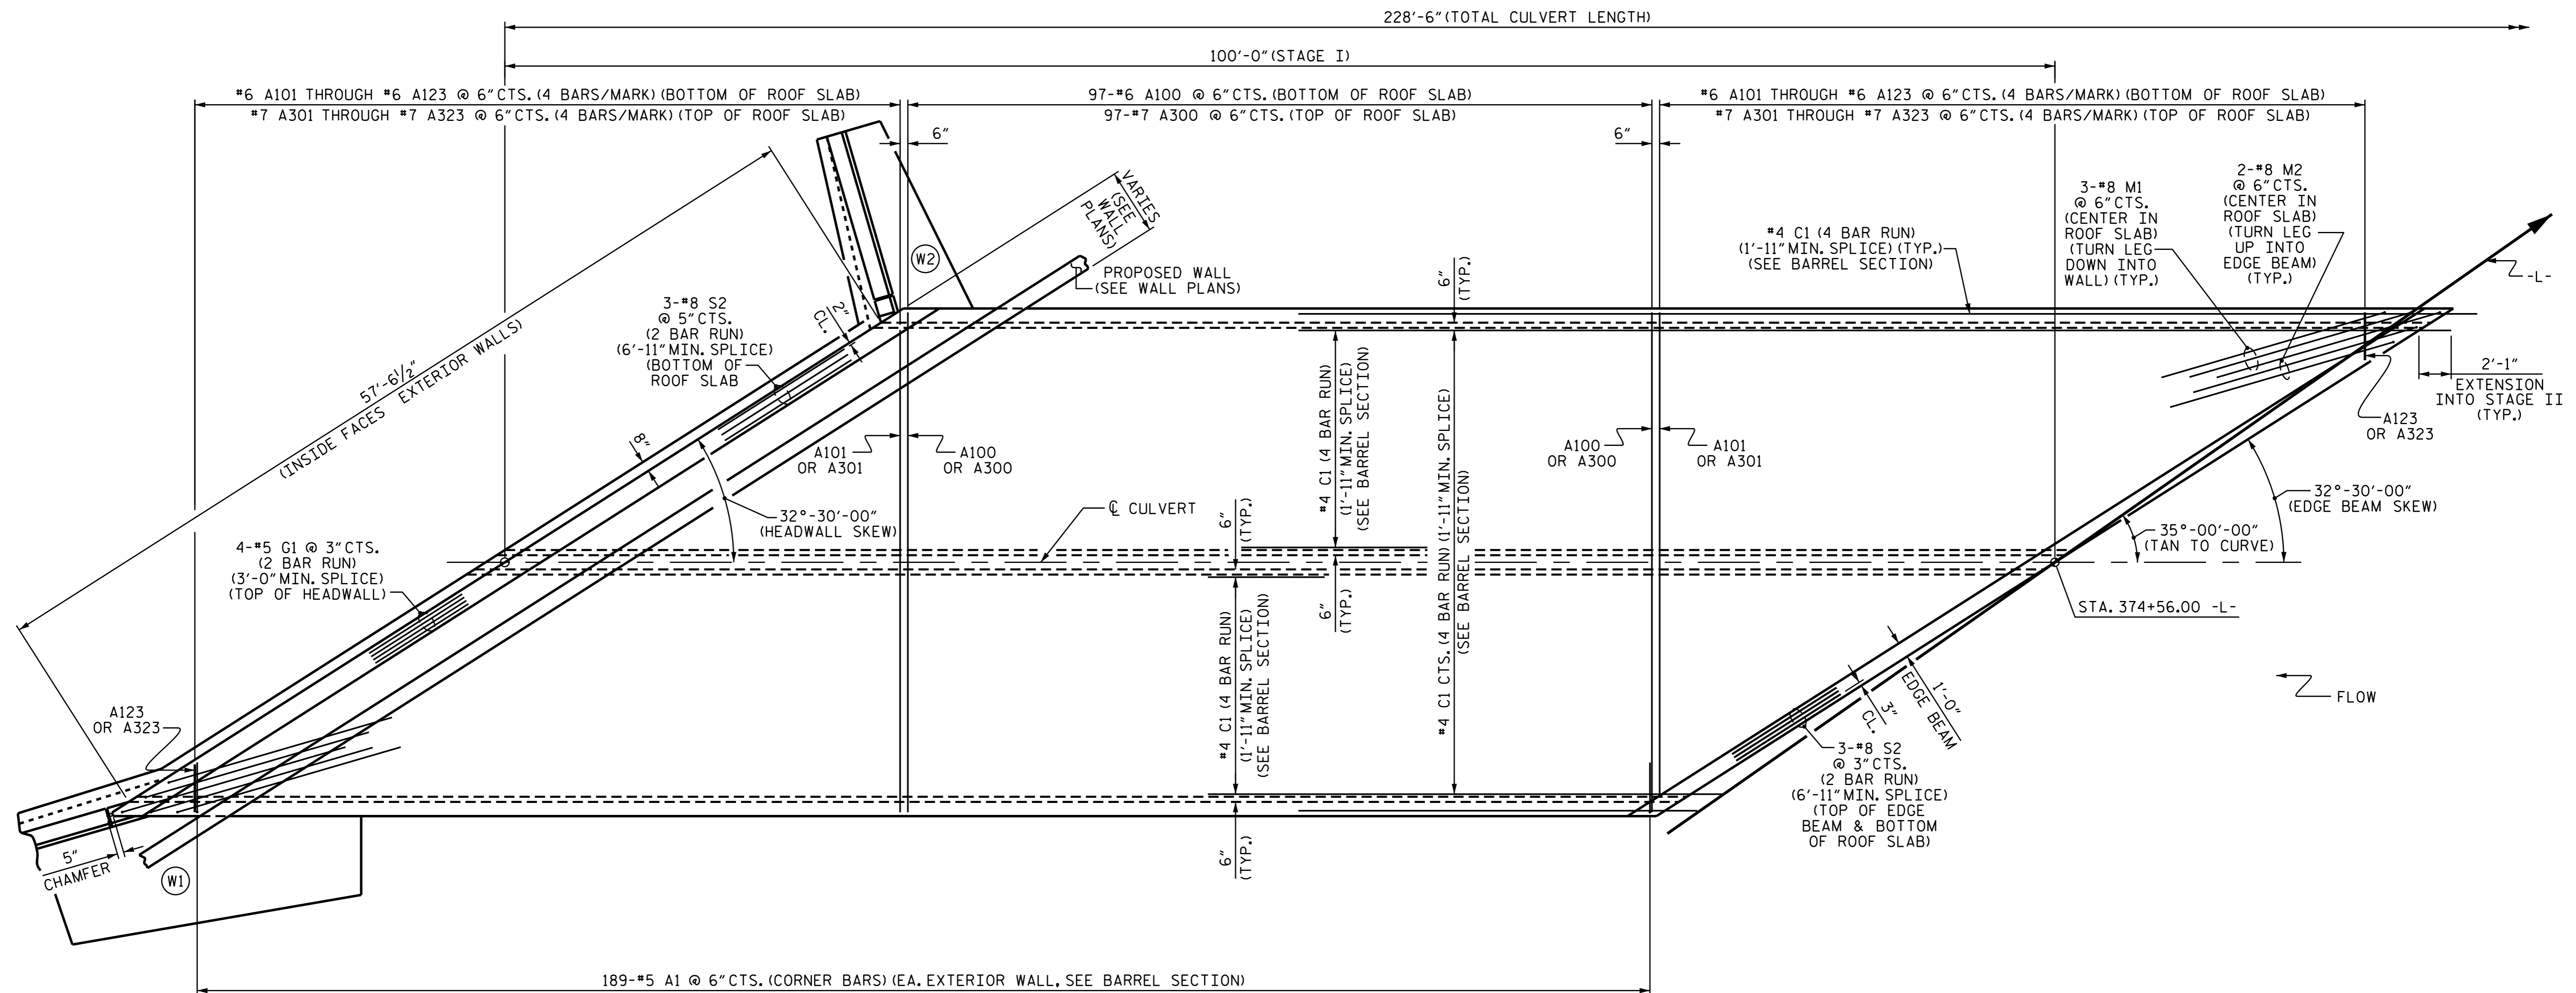 228'-6" (TOTAL CULVERT LENGTH)
100'-0" (STAGE I)
#6 A101 THROUGH #6 A123 @ 6" CTS. (4 BARS/MARK) (BOTTOM OF ROOF SLAB)
#7 A301 THROUGH #7 A323 @ 6" CTS. (4 BARS/MARK) (TOP OF ROOF SLAB)
97-#6 A100 @ 6" CTS. (BOTTOM OF ROOF SLAB)
97-#7 A300 @ 6" CTS. (TOP OF ROOF SLAB)
#6 A101 THROUGH #6 A123 @ 6" CTS. (4 BARS/MARK) (BOTTOM OF ROOF SLAB)
#7 A301 THROUGH #7 A323 @ 6" CTS. (4 BARS/MARK) (TOP OF ROOF SLAB)
6"
6"
VARIES
(SEE
WALL
PLANS)
W2
PROPOSED WALL
(SEE WALL PLANS)
6"
(TYP.)
#4 C1 (4 BAR RUN)
(1'-11" MIN. SPLICE) (TYP.)
(SEE BARREL SECTION)
3-#8 M1
@ 6" CTS.
(CENTER IN
ROOF SLAB)
(TURN LEG
DOWN INTO
WALL) (TYP.)
2-#8 M2
@ 6" CTS.
(CENTER IN
ROOF SLAB)
(TURN LEG
UP INTO
EDGE BEAM)
(TYP.)
-L-
57'-6½"
(INSIDE FACES EXTERIOR WALLS)
3-#8 S2
@ 5" CTS.
(2 BAR RUN)
(6'-11" MIN. SPLICE)
(BOTTOM OF
ROOF SLAB
2"
CL.
8"
A101
OR A301
A100
OR A300
#4 C1 (4 BAR RUN)
(1'-11" MIN. SPLICE)
(SEE BARREL SECTION)
#4 C1 CTS. (4 BAR RUN) (1'-11" MIN. SPLICE)
(SEE BARREL SECTION)
A100
OR A300
A101
OR A301
2'-1"
EXTENSION
INTO STAGE II
(TYP.)
A123
OR A323
32°-30'-00"
(HEADWALL SKEW)
℄ CULVERT
6"
(TYP.)
32°-30'-00"
(EDGE BEAM SKEW)
35°-00'-00"
(TAN TO CURVE)
4-#5 G1 @ 3" CTS.
(2 BAR RUN)
(3'-0" MIN. SPLICE)
(TOP OF HEADWALL)
6"
(TYP.)
STA. 374+56.00 -L-
#4 C1 (4 BAR RUN)
(1'-11" MIN. SPLICE)
(SEE BARREL SECTION)
1'-0"
EDGE BEAM
3"
CL.
FLOW
A123
OR A323
3-#8 S2
@ 3" CTS.
(2 BAR RUN)
(6'-11" MIN. SPLICE)
(TOP OF EDGE
BEAM & BOTTOM
OF ROOF SLAB)
5"
CHAMFER
W1
6"
(TYP.)
189-#5 A1 @ 6" CTS. (CORNER BARS) (EA. EXTERIOR WALL, SEE BARREL SECTION)